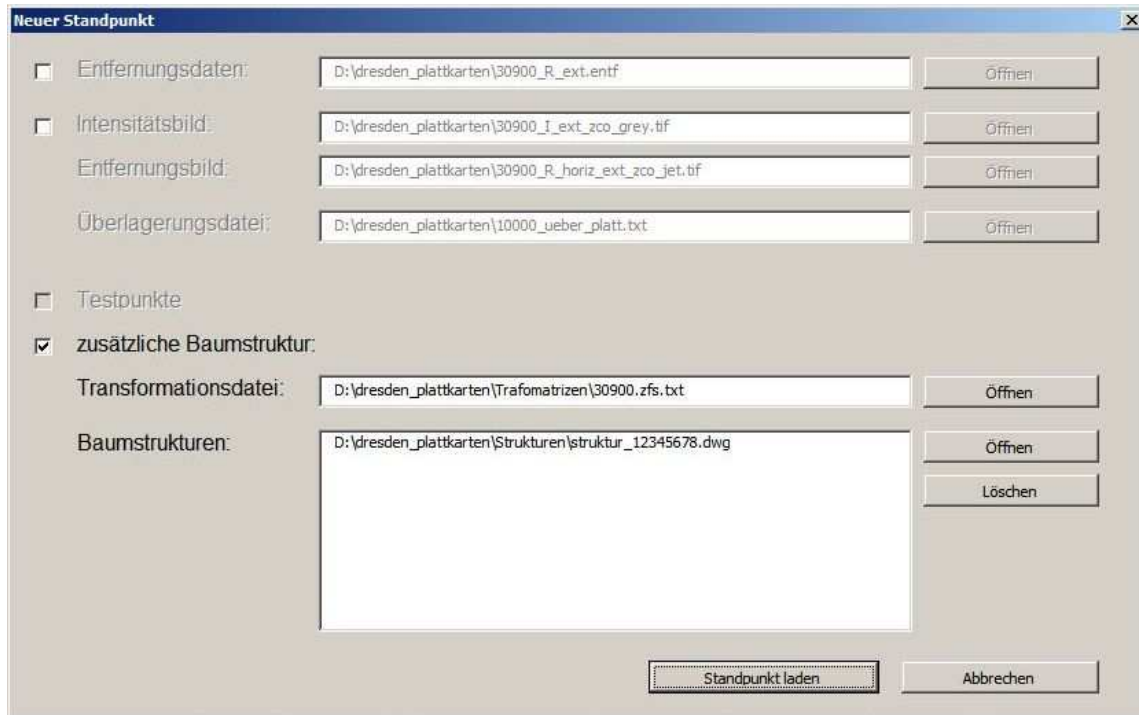 Neuer Standpunkt
Entfernungsdaten: D:\dresden_plattkarten\30900_R_ext.entf Öffnen
Intensitätsbild: D:\dresden_plattkarten\30900_I_ext_zco_grey.tif Öffnen
Entfernungsbild: D:\dresden_plattkarten\30900_R_horiz_ext_zco_jet.tif Öffnen
Überlagerungsdatei: D:\dresden_plattkarten\10000_ueber_platt.txt Öffnen
Testpunkte
zusätzliche Baumstruktur:
Transformationsdatei: D:\dresden_plattkarten\Trafomatrizen\30900.zfs.txt Öffnen
Baumstrukturen: D:\dresden_plattkarten\Strukturen\struktur_12345678.dwg Öffnen
Löschen
Standpunkt laden Abbrechen